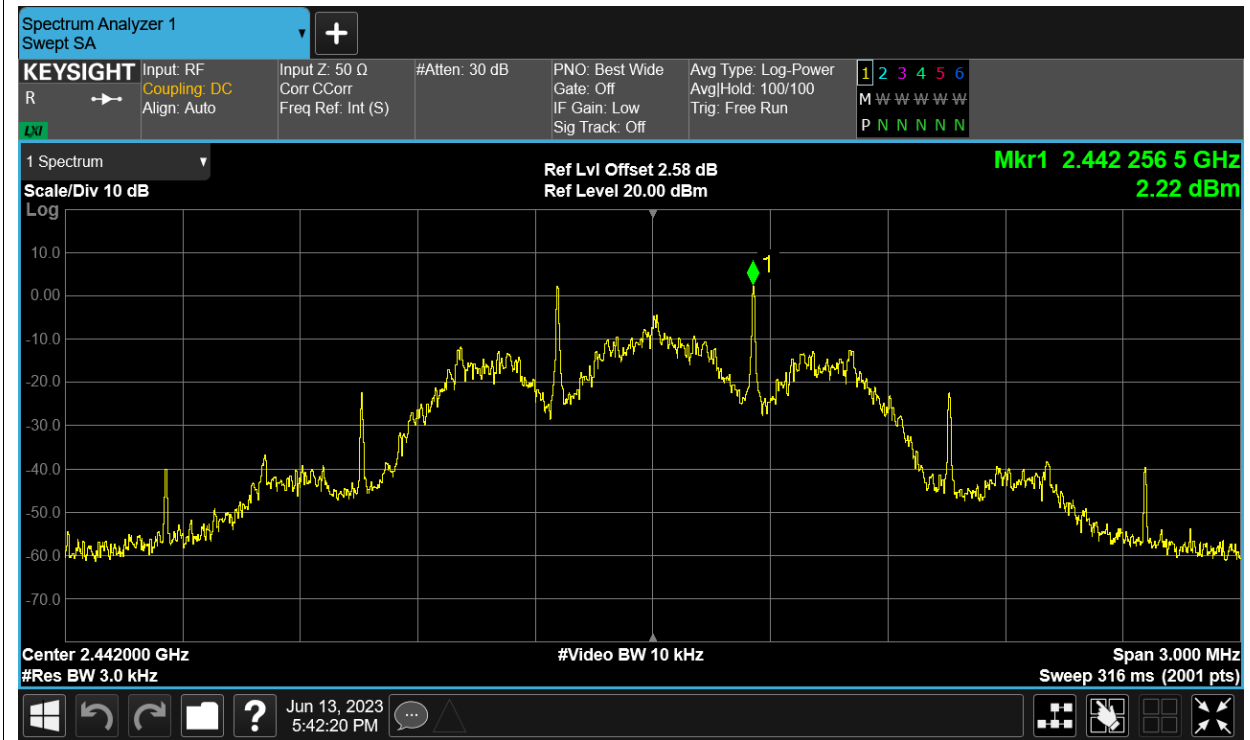 Spectrum Analyzer 1
Swept SA
+
KEYSIGHT
R
LXI
Input: RF
Coupling: DC
Align: Auto
Input Z: 50 Ω
Corr CCorr
Freq Ref: Int (S)
#Atten: 30 dB
PNO: Best Wide
Gate: Off
IF Gain: Low
Sig Track: Off
Avg Type: Log-Power
Avg|Hold: 100/100
Trig: Free Run
1 2 3 4 5 6
M W W W W W
P N N N N N
1 Spectrum
Scale/Div 10 dB
Log
Ref Lvl Offset 2.58 dB
Ref Level 20.00 dBm
Mkr1 2.442 256 5 GHz
2.22 dBm
1
10.0
0.00
-10.0
-20.0
-30.0
-40.0
-50.0
-60.0
-70.0
Center 2.442000 GHz
#Res BW 3.0 kHz
#Video BW 10 kHz
Span 3.000 MHz
Sweep 316 ms (2001 pts)
?
Jun 13, 2023
5:42:20 PM